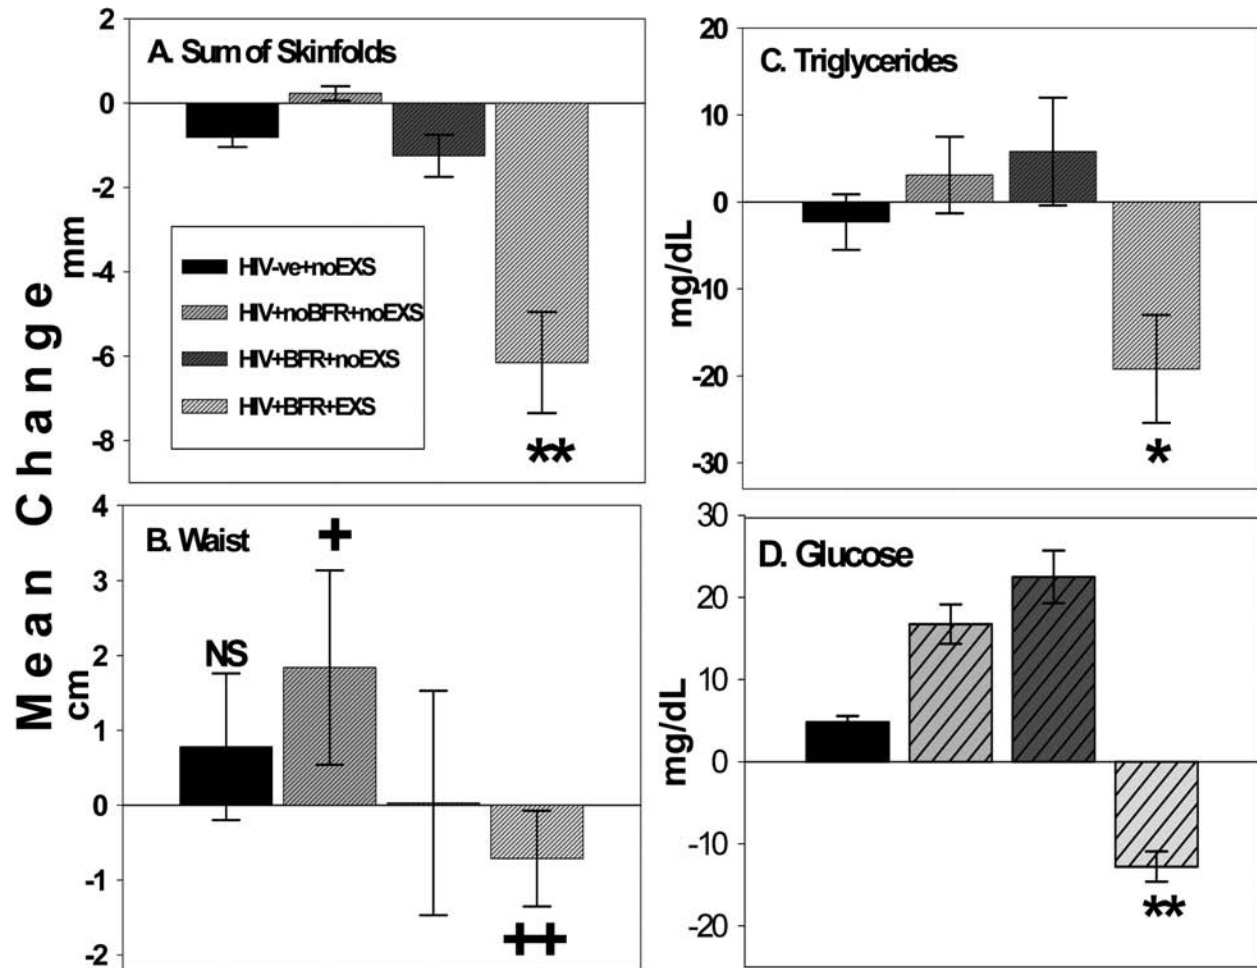 Mean Change
A. Sum of Skinfolds
mm
2
0
-2
-4
-6
-8
HIV-ve+noEXS
HIV+noBFR+noEXS
HIV+BFR+noEXS
HIV+BFR+EXS
**
C. Triglycerides
mg/dL
20
10
0
-10
-20
-30
*
B. Waist
cm
4
3
2
1
0
-1
-2
NS
+
++
D. Glucose
mg/dL
30
20
10
0
-10
-20
**